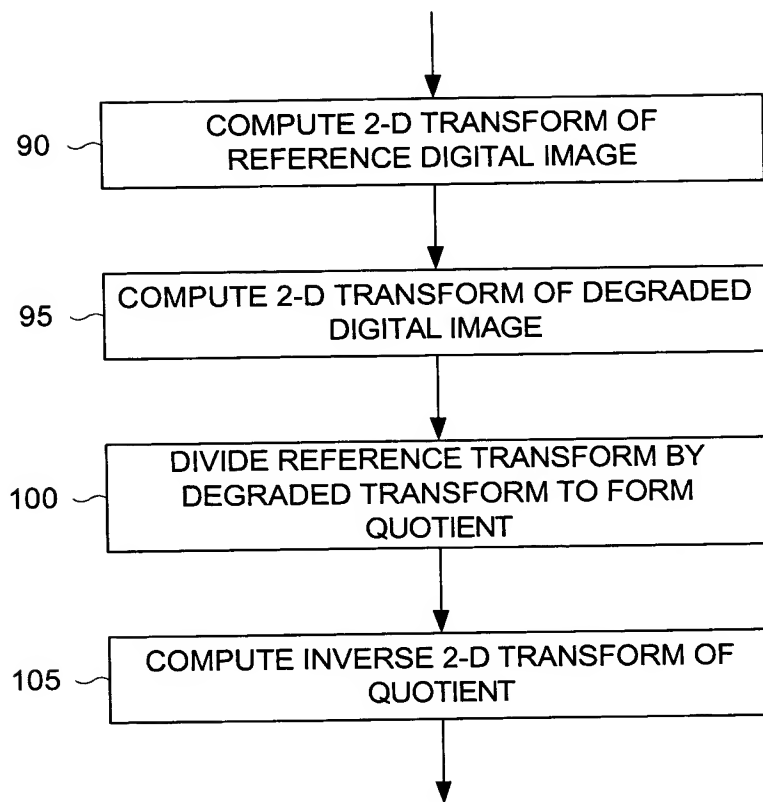 90
COMPUTE 2-D TRANSFORM OF
REFERENCE DIGITAL IMAGE
95
COMPUTE 2-D TRANSFORM OF DEGRADED
DIGITAL IMAGE
100
DIVIDE REFERENCE TRANSFORM BY
DEGRADED TRANSFORM TO FORM
QUOTIENT
105
COMPUTE INVERSE 2-D TRANSFORM OF
QUOTIENT